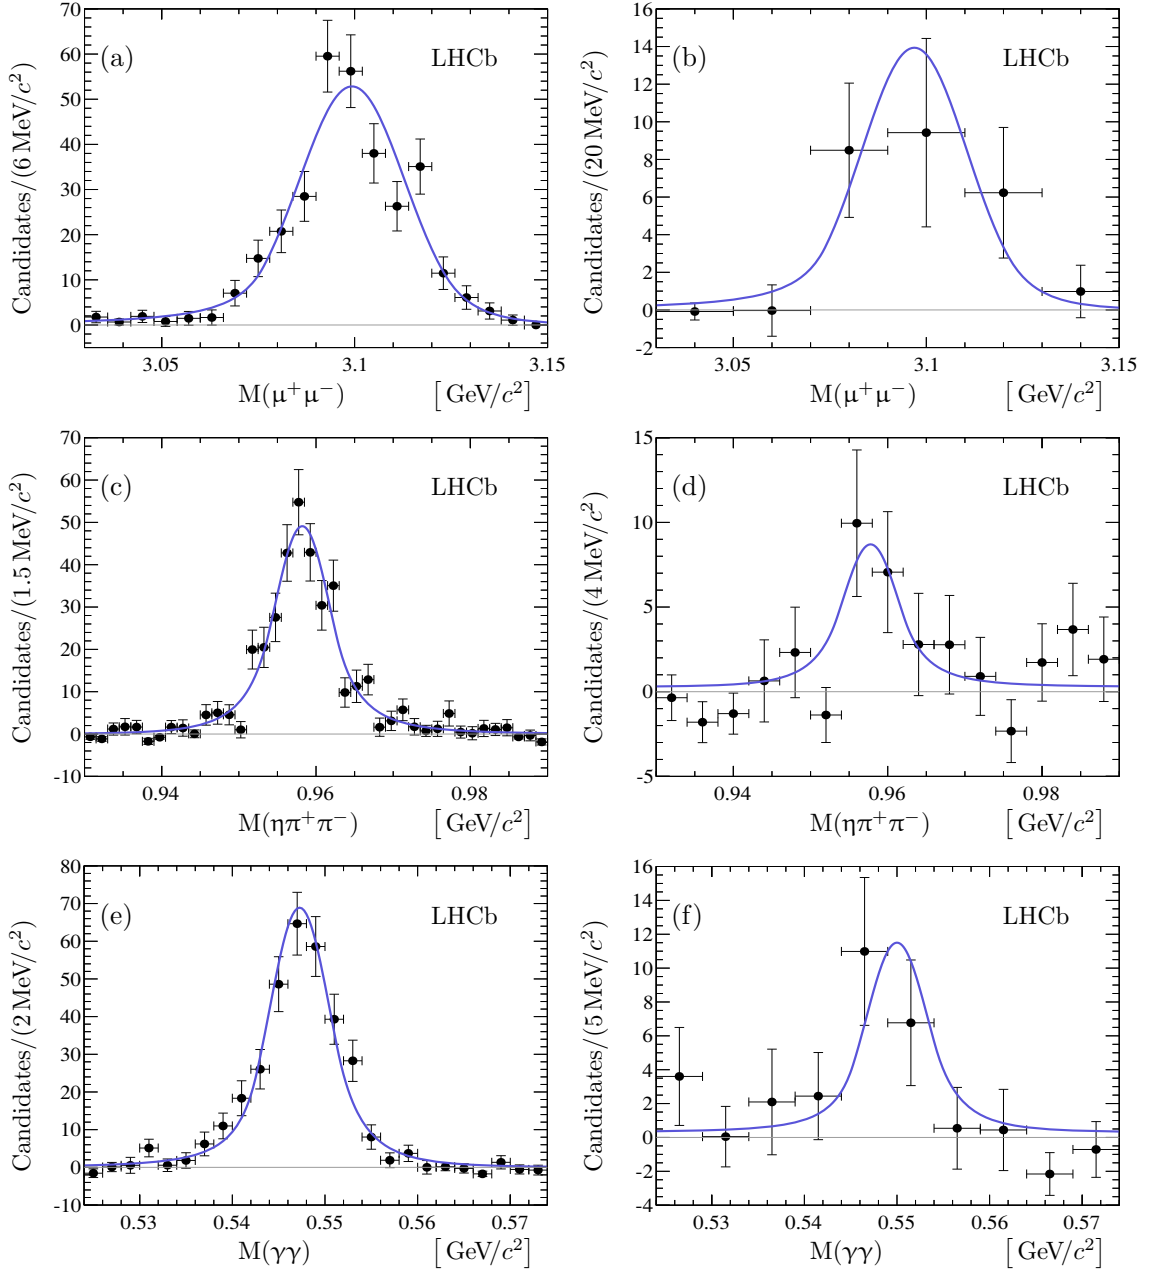 70
60
50
40
30
20
10
0
Candidates/(6 MeV/c²)
(a)
LHCb
3.05
3.1
3.15
M(μ⁺μ⁻)
[GeV/c²]
16
14
12
10
8
6
4
2
0
-2
Candidates/(20 MeV/c²)
(b)
LHCb
3.05
3.1
3.15
M(μ⁺μ⁻)
[GeV/c²]
70
60
50
40
30
20
10
0
-10
Candidates/(1.5 MeV/c²)
(c)
LHCb
0.94
0.96
0.98
M(ηπ⁺π⁻)
[GeV/c²]
15
10
5
0
-5
Candidates/(4 MeV/c²)
(d)
LHCb
0.94
0.96
0.98
M(ηπ⁺π⁻)
[GeV/c²]
80
70
60
50
40
30
20
10
0
-10
Candidates/(2 MeV/c²)
(e)
LHCb
0.53
0.54
0.55
0.56
0.57
M(γγ)
[GeV/c²]
16
14
12
10
8
6
4
2
0
-2
-4
Candidates/(5 MeV/c²)
(f)
LHCb
0.53
0.54
0.55
0.56
0.57
M(γγ)
[GeV/c²]